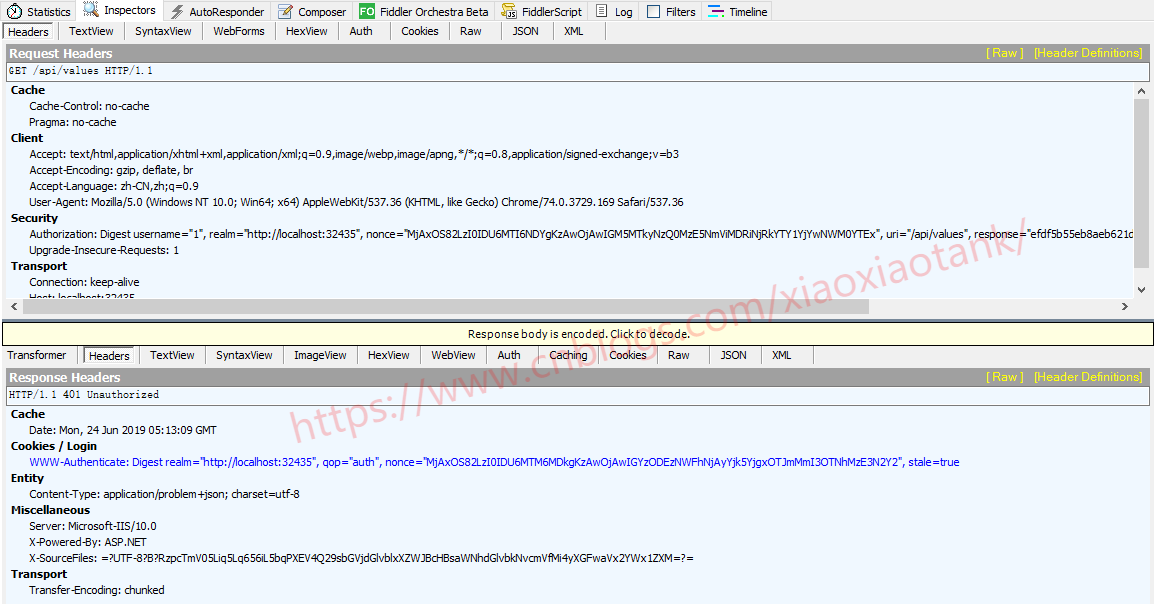 Statistics Inspectors AutoResponder Composer FO Fiddler Orchestra Beta FiddlerScript Log Filters Timeline
Headers TextView SyntaxView WebForms HexView Auth Cookies Raw JSON XML
Request Headers [ Raw ] [Header Definitions]
GET /api/values HTTP/1.1
Cache
Cache-Control: no-cache
Pragma: no-cache
Client
Accept: text/html,application/xhtml+xml,application/xml;q=0.9,image/webp,image/apng,*/*;q=0.8,application/signed-exchange;v=b3
Accept-Encoding: gzip, deflate, br
Accept-Language: zh-CN,zh;q=0.9
User-Agent: Mozilla/5.0 (Windows NT 10.0; Win64; x64) AppleWebKit/537.36 (KHTML, like Gecko) Chrome/74.0.3729.169 Safari/537.36
Security
Authorization: Digest username="1", realm="http://localhost:32435", nonce="MjAxOS82LzI0IDU6MTI6NDYgKzAwOjAwIGM5MTkyNzQ0MzE5NmViMDRiNjRkYTY1YjYwNWM0YTEx", uri="/api/values", response="efdf5b55eb8aeb621d
Upgrade-Insecure-Requests: 1
Transport
Connection: keep-alive
Host: localhost:32435
Response body is encoded. Click to decode.
Transformer Headers TextView SyntaxView ImageView HexView WebView Auth Caching Cookies Raw JSON XML
Response Headers [ Raw ] [Header Definitions]
HTTP/1.1 401 Unauthorized
Cache
Date: Mon, 24 Jun 2019 05:13:09 GMT
Cookies / Login
WWW-Authenticate: Digest realm="http://localhost:32435", qop="auth", nonce="MjAxOS82LzI0IDU6MTM6MDkgKzAwOjAwIGYzODEzNWFhNjAyYjk5YjgxOTJmMmI3OTNhMzE3N2Y2", stale=true
Entity
Content-Type: application/problem+json; charset=utf-8
Miscellaneous
Server: Microsoft-IIS/10.0
X-Powered-By: ASP.NET
X-SourceFiles: =?UTF-8?B?RzpcTmV05Liq5Lq656iL5bqPXEV4Q29sbGVjdGlvblxXZWJBcHBsaWNhdGlvbkNvcmVfMi4yXGFwaVx2YWx1ZXM=?=
Transport
Transfer-Encoding: chunked
https://www.cnblogs.com/xiaoxiaotank/